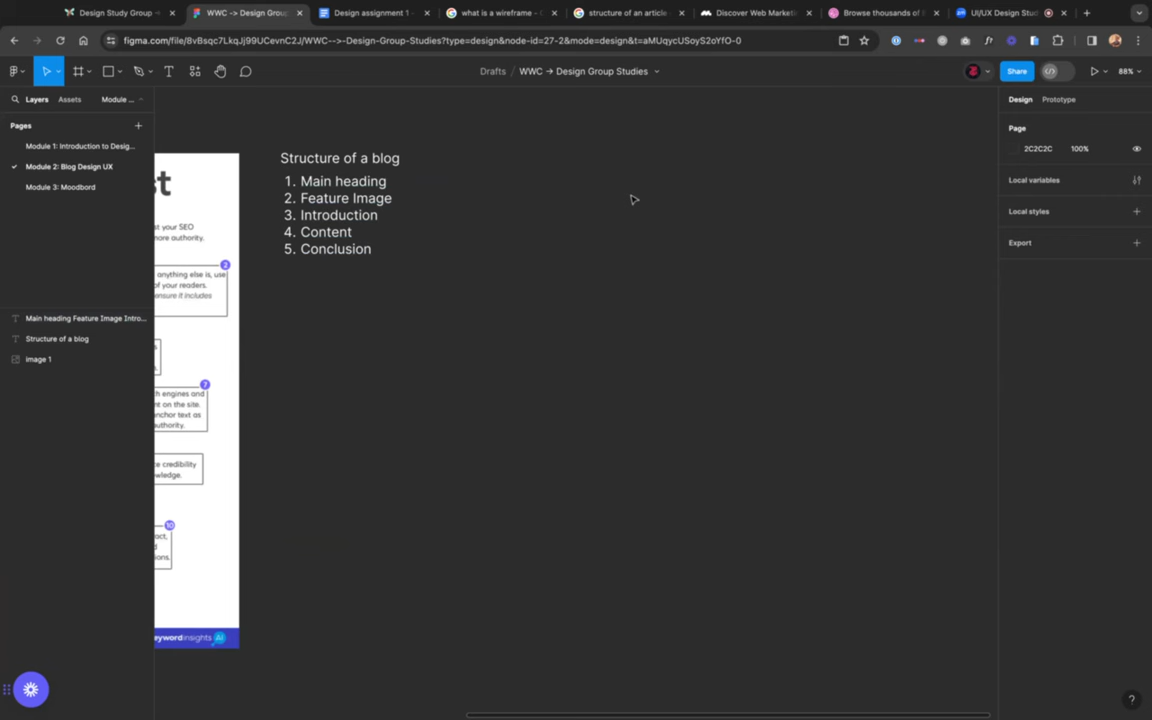 Design Study Group -
WWC -> Design Group
Design assignment 1 -
what is a wireframe -
structure of an article
Discover Web Marketi
Browse thousands of
UI/UX Design Stud
figma.com/file/8vBsqc7LkqJj99UCevnC2J/WWC-->-Design-Group-Studies?type=design&node-id=27-2&mode=design&t=aMUqycUSoyS2oYfO-0
Drafts / WWC -> Design Group Studies
Share
88%
Layers
Assets
Module ...
Pages
Module 1: Introduction to Desig...
Module 2: Blog Design UX
Module 3: Moodbord
Main heading Feature Image Intro...
Structure of a blog
image 1
st
st your SEO
more authority.
2
anything else is, use
of your readers.
ensure it includes
7
ch engines and
nt on the site.
anchor text as
authority.
ce credibility
wledge.
10
act,
d
ions.
eywordinsights AI
Structure of a blog
1. Main heading
2. Feature Image
3. Introduction
4. Content
5. Conclusion
Design
Prototype
Page
2C2C2C
100%
Local variables
Local styles
Export
?